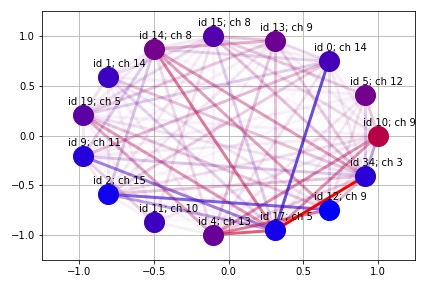 id 15; ch 8
id 13; ch 9
id 14; ch 8
id 0; ch 14
id 1; ch 14
id 5; ch 12
id 19; ch 5
id 10; ch 9
id 9; ch 11
id 34; ch 3
id 2; ch 15
id 12; ch 9
id 11; ch 10
id 17; ch 5
id 4; ch 13
1.0
0.5
0.0
−0.5
−1.0
−1.0 −0.5 0.0 0.5 1.0